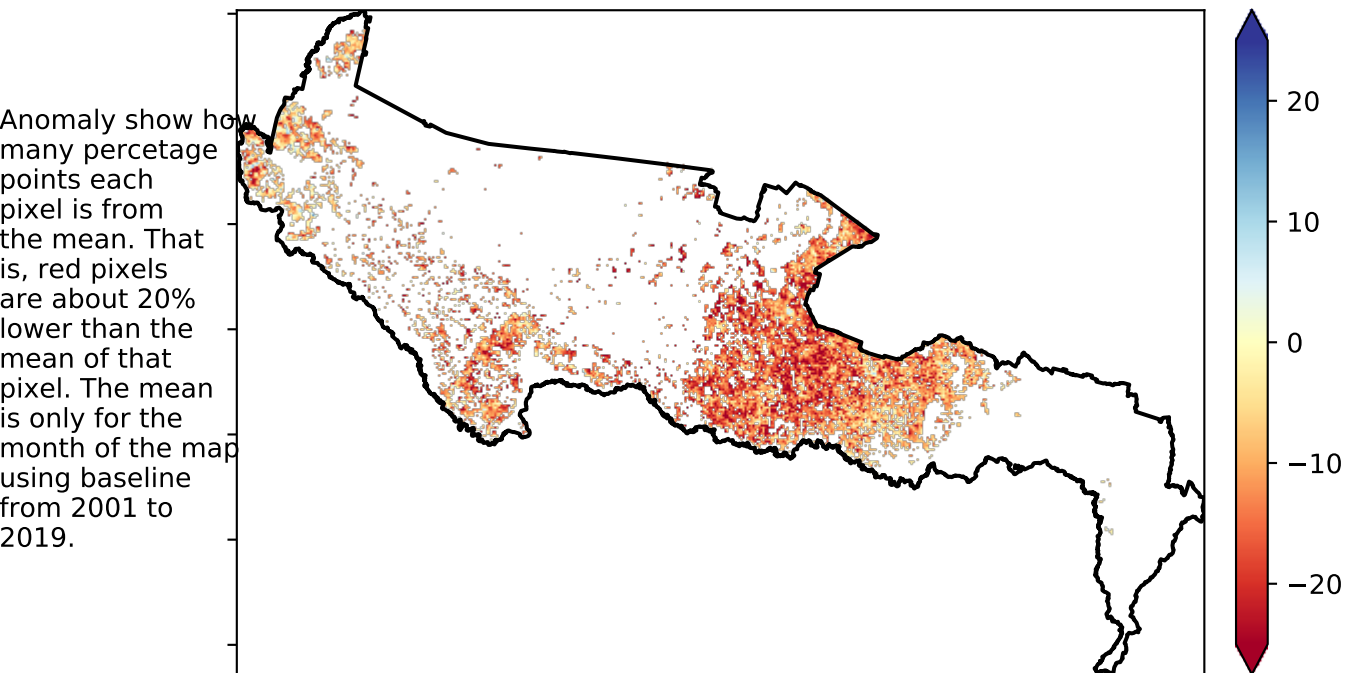 Anomaly show how
many percetage
points each
pixel is from
the mean. That
is, red pixels
are about 20%
lower than the
mean of that
pixel. The mean
is only for the
month of the map
using baseline
from 2001 to
2019.
20
10
0
−10
−20